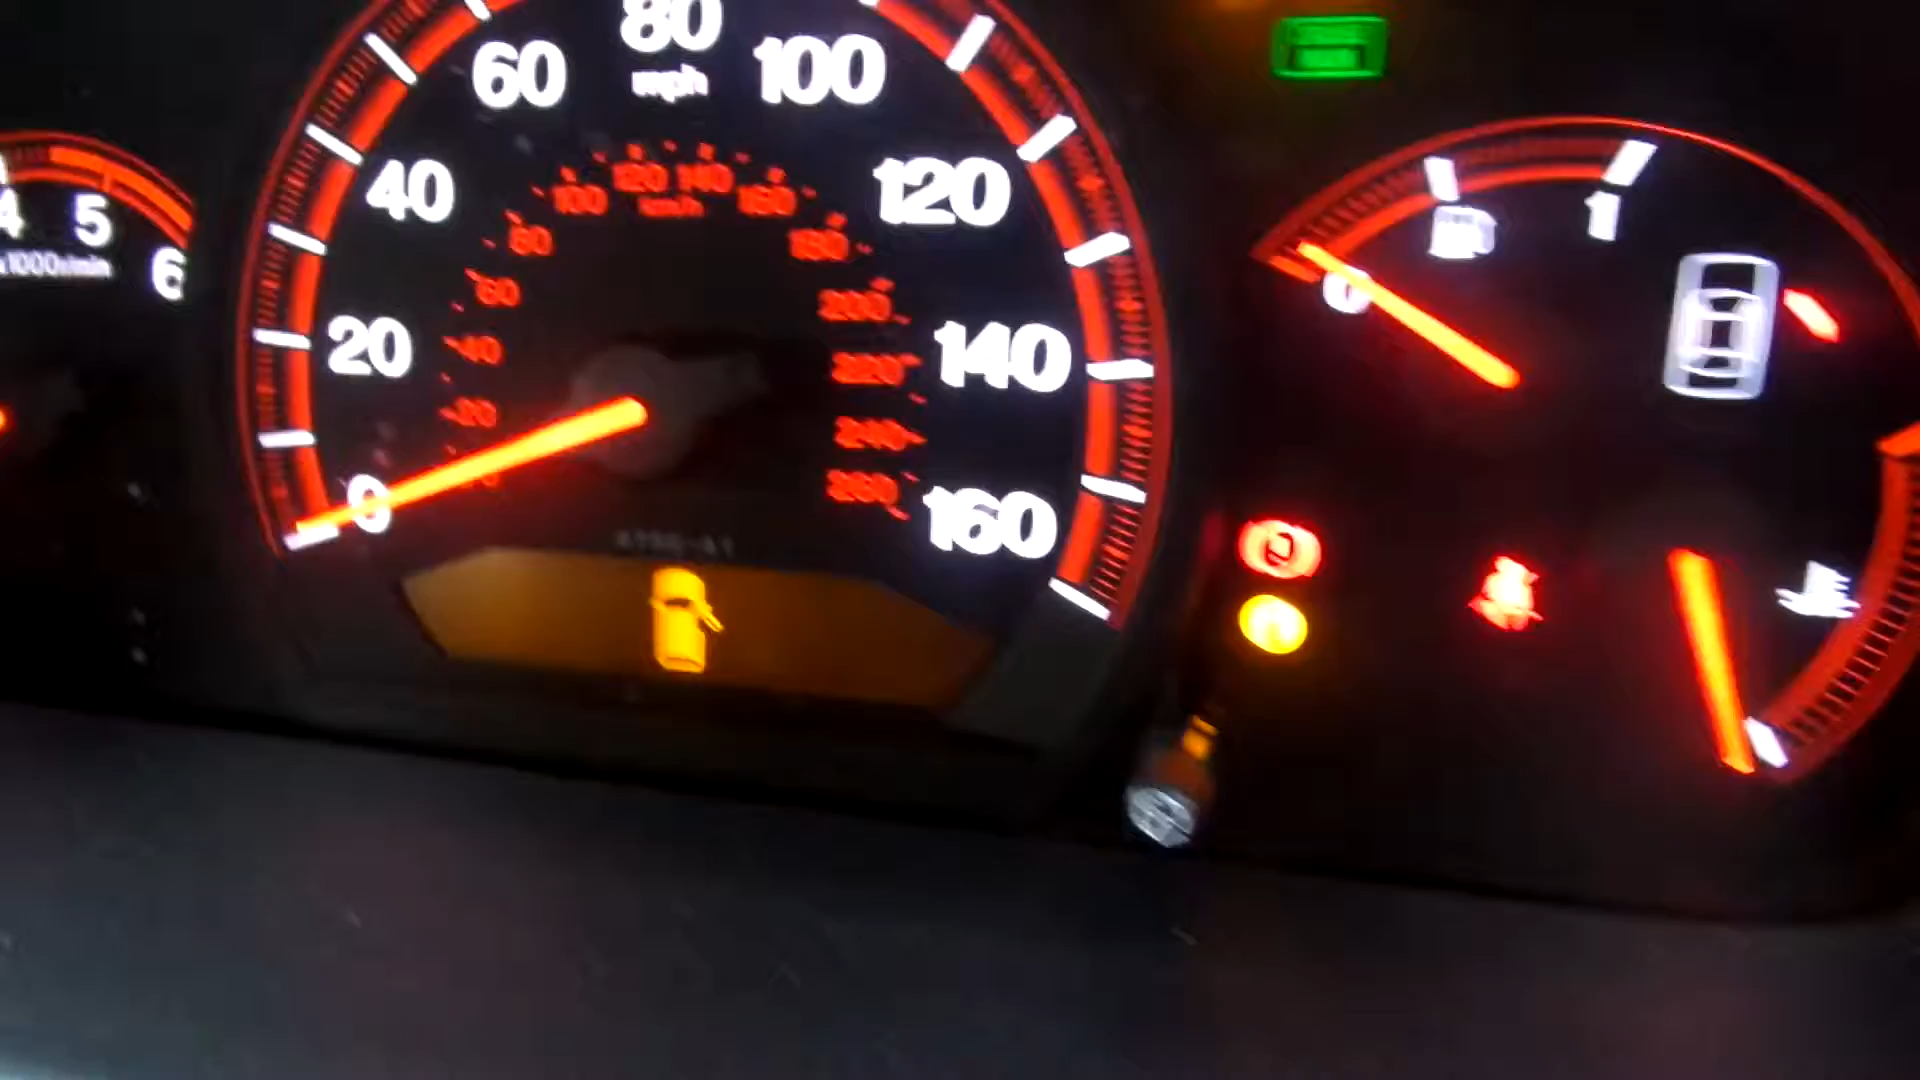 4 5 6
x1000r/min
0 20 40 60 80 100 120 140 160
mph
20 40 60 80 100 120 140 160 180 200 220 240 260
km/h
0 1